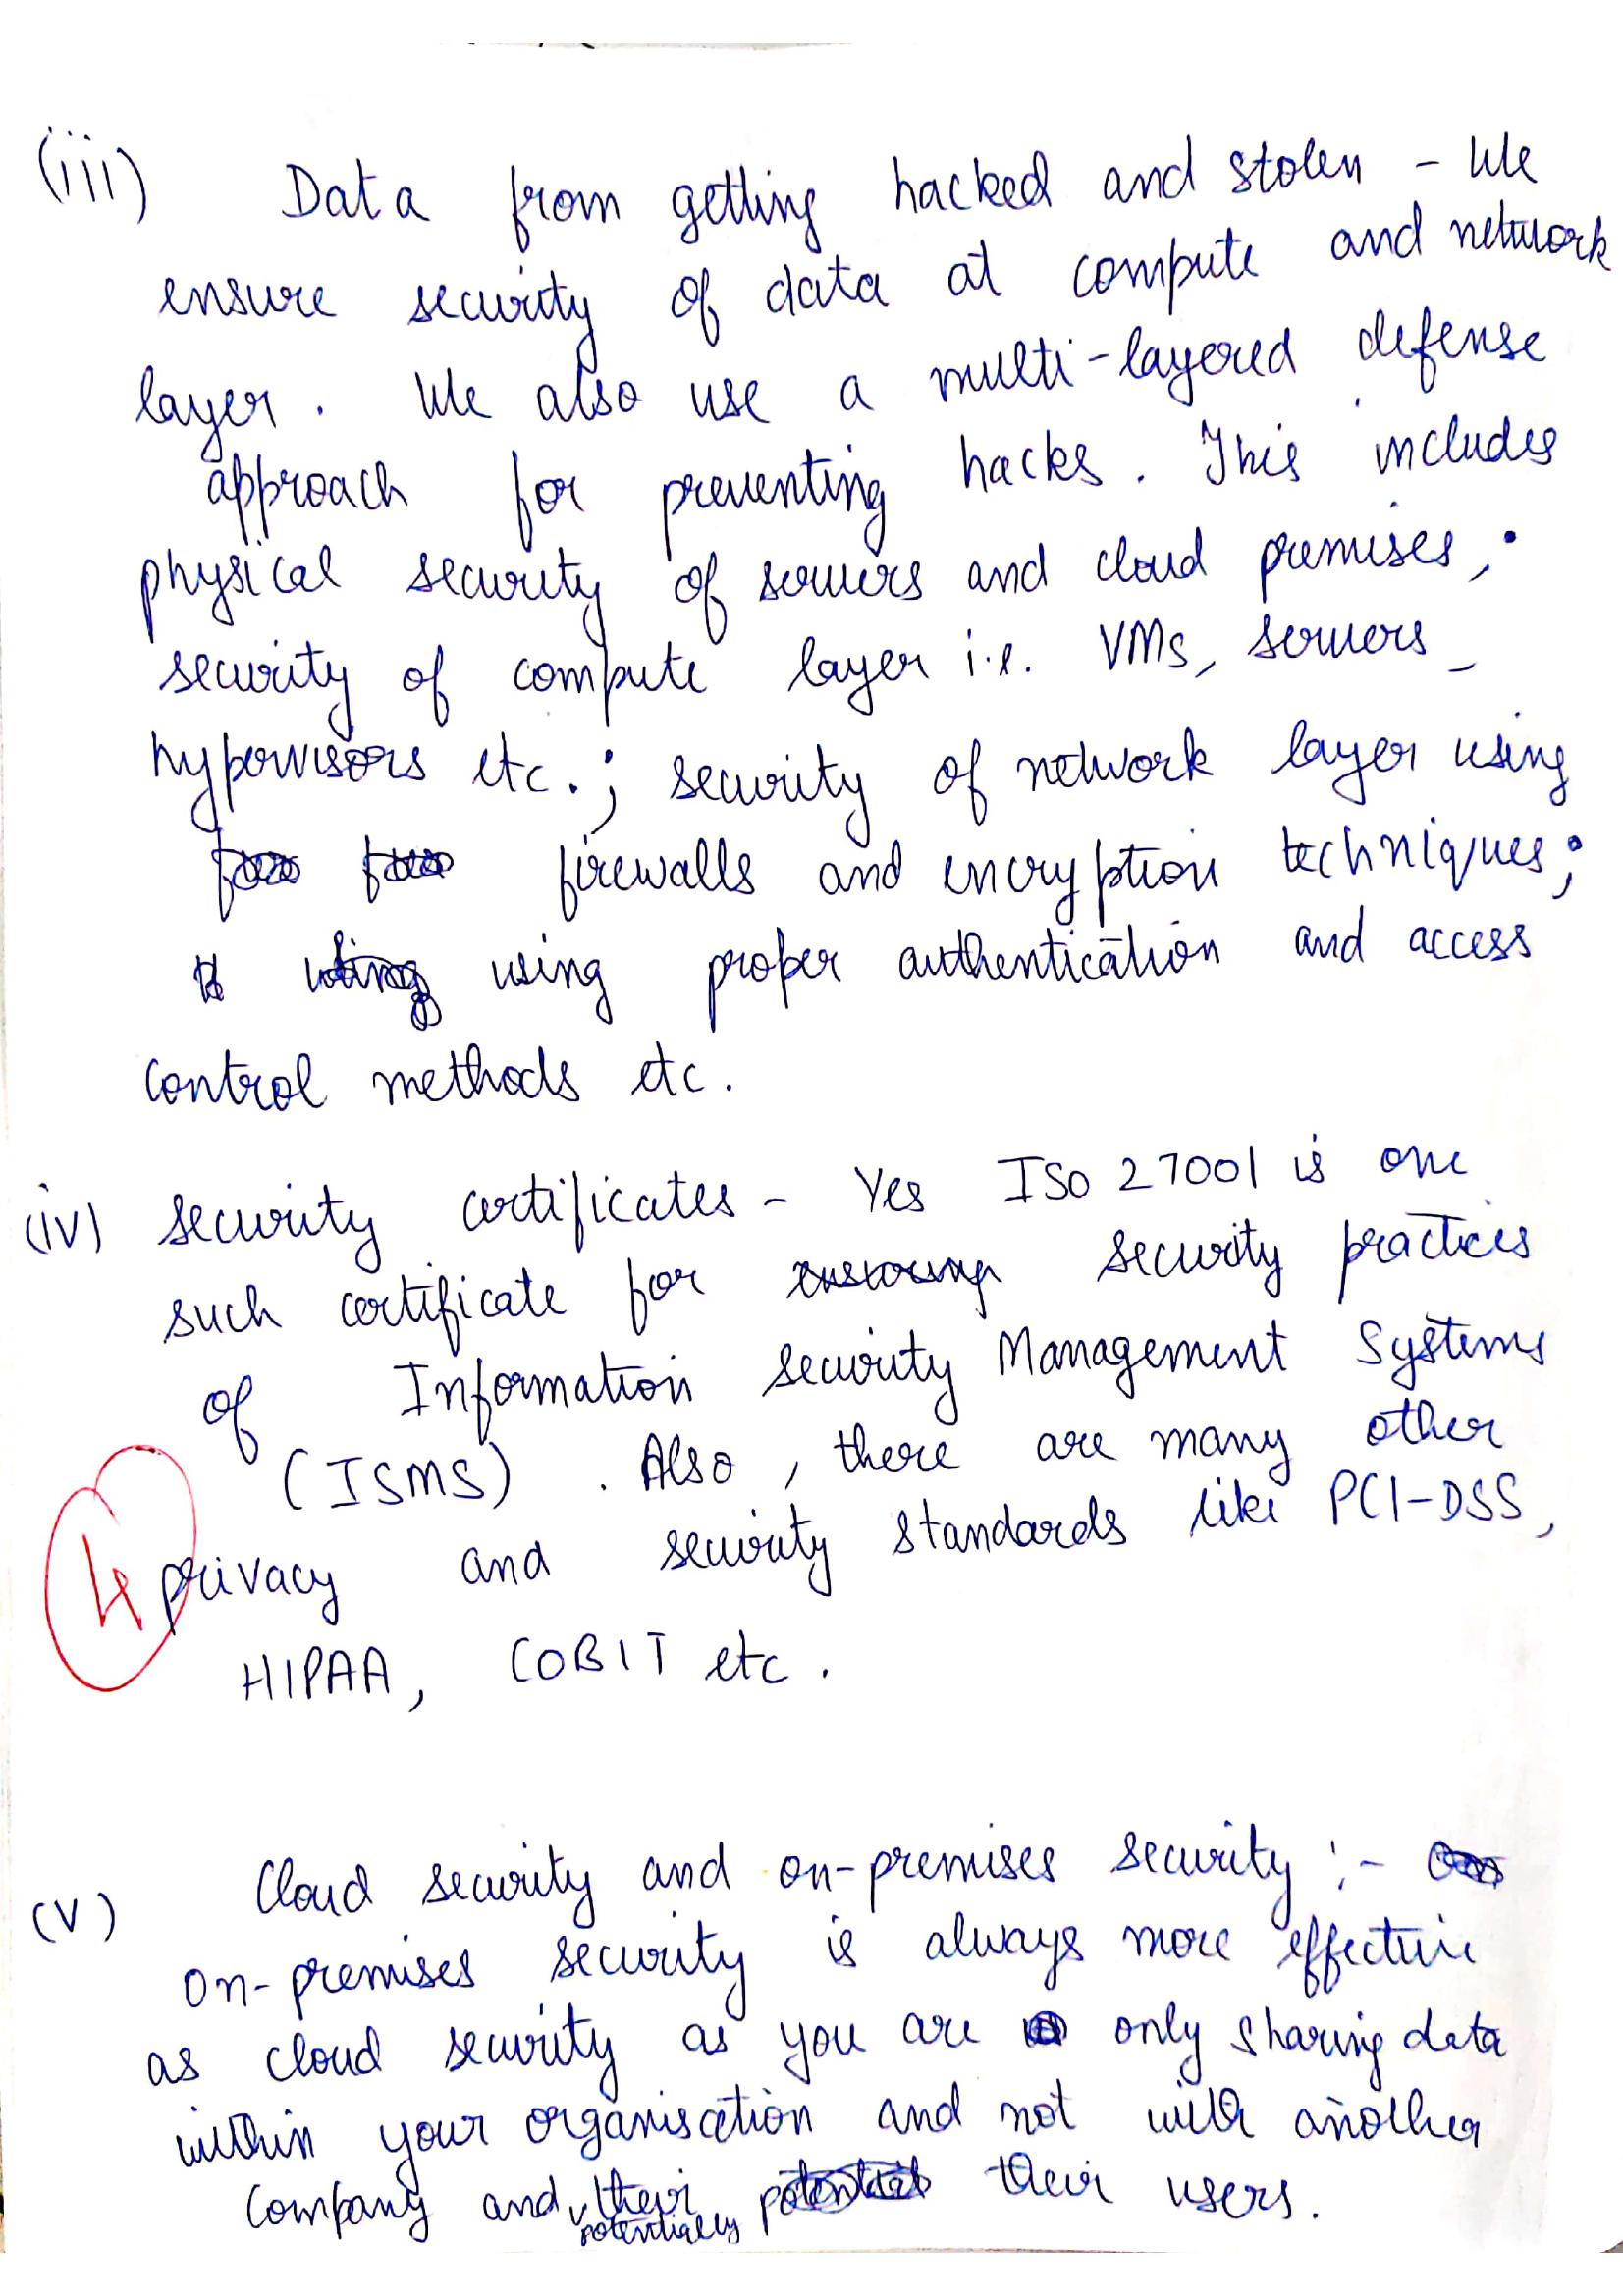 (iii) Data from getting hacked and stolen - We
ensure security of data at compute and network
layer. We also use a multi-layered defense
approach for preventing hacks. This includes
physical security of servers and cloud premises;
security of compute layer i.e. VMs, servers,
hypervisors etc.; security of network layer using
firewalls and encryption techniques;
using proper authentication and access
control methods etc.
(iv) Security certificates - Yes ISO 27001 is one
such certificate for ensuring security practices
of Information Security Management Systems
(ISMS). Also, there are many other
4 privacy and security standards like PCI-DSS,
HIPAA, COBIT etc.
(v) Cloud security and on-premises security :-
on-premises security is always more effective
as cloud security as you are only sharing data
within your organisation and not with another
company and potentially their users.